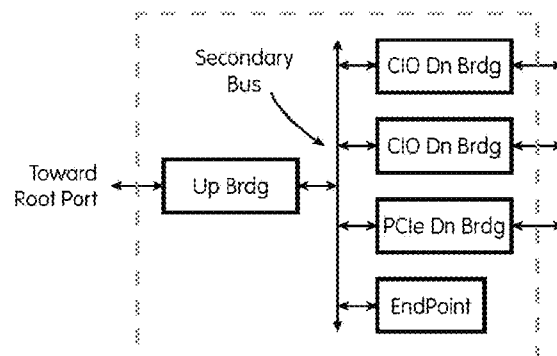 Secondary
Bus
CIO Dn Brdg
CIO Dn Brdg
Toward
Root Port
Up Brdg
PCIe Dn Brdg
EndPoint